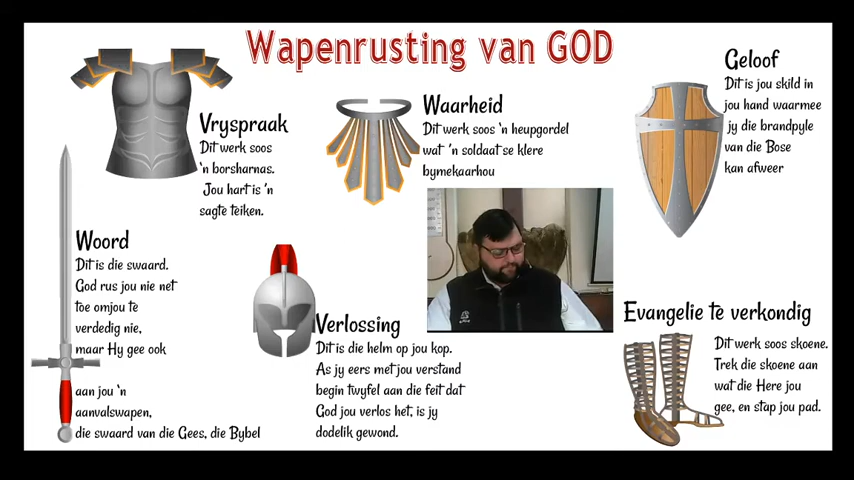 Wapenrusting van GOD
Vryspraak
Dit werk soos
'n borsharnas.
Jou hart is 'n
sagte teiken.
Waarheid
Dit werk soos 'n heupgordel
wat 'n soldaat se klere
bymekaarhou
Geloof
Dit is jou skild in
jou hand waarmee
jy die brandpyle
van die Bose
kan afweer
Woord
Dit is die swaard.
God rus jou nie net
toe omjou te
verdedig nie,
maar Hy gee ook
aan jou 'n
aanvalswapen,
die swaard van die Gees, die Bybel
Verlossing
Dit is die helm op jou kop.
As jy eers met jou verstand
begin twyfel aan die feit dat
God jou verlos het, is jy
dodelik gewond.
Evangelie te verkondig
Dit werk soos skoene.
Trek die skoene aan
wat die Here jou
gee, en stap jou pad.